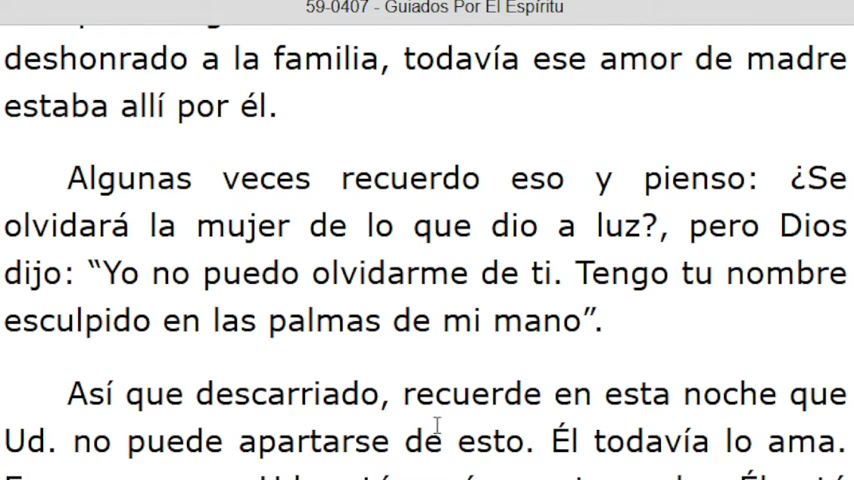 59-0407 - Guiados Por El Espíritu
deshonrado a la familia, todavía ese amor de madre
estaba allí por él.
Algunas veces recuerdo eso y pienso: ¿Se
olvidará la mujer de lo que dio a luz?, pero Dios
dijo: “Yo no puedo olvidarme de ti. Tengo tu nombre
esculpido en las palmas de mi mano”.
Así que descarriado, recuerde en esta noche que
Ud. no puede apartarse de esto. Él todavía lo ama.